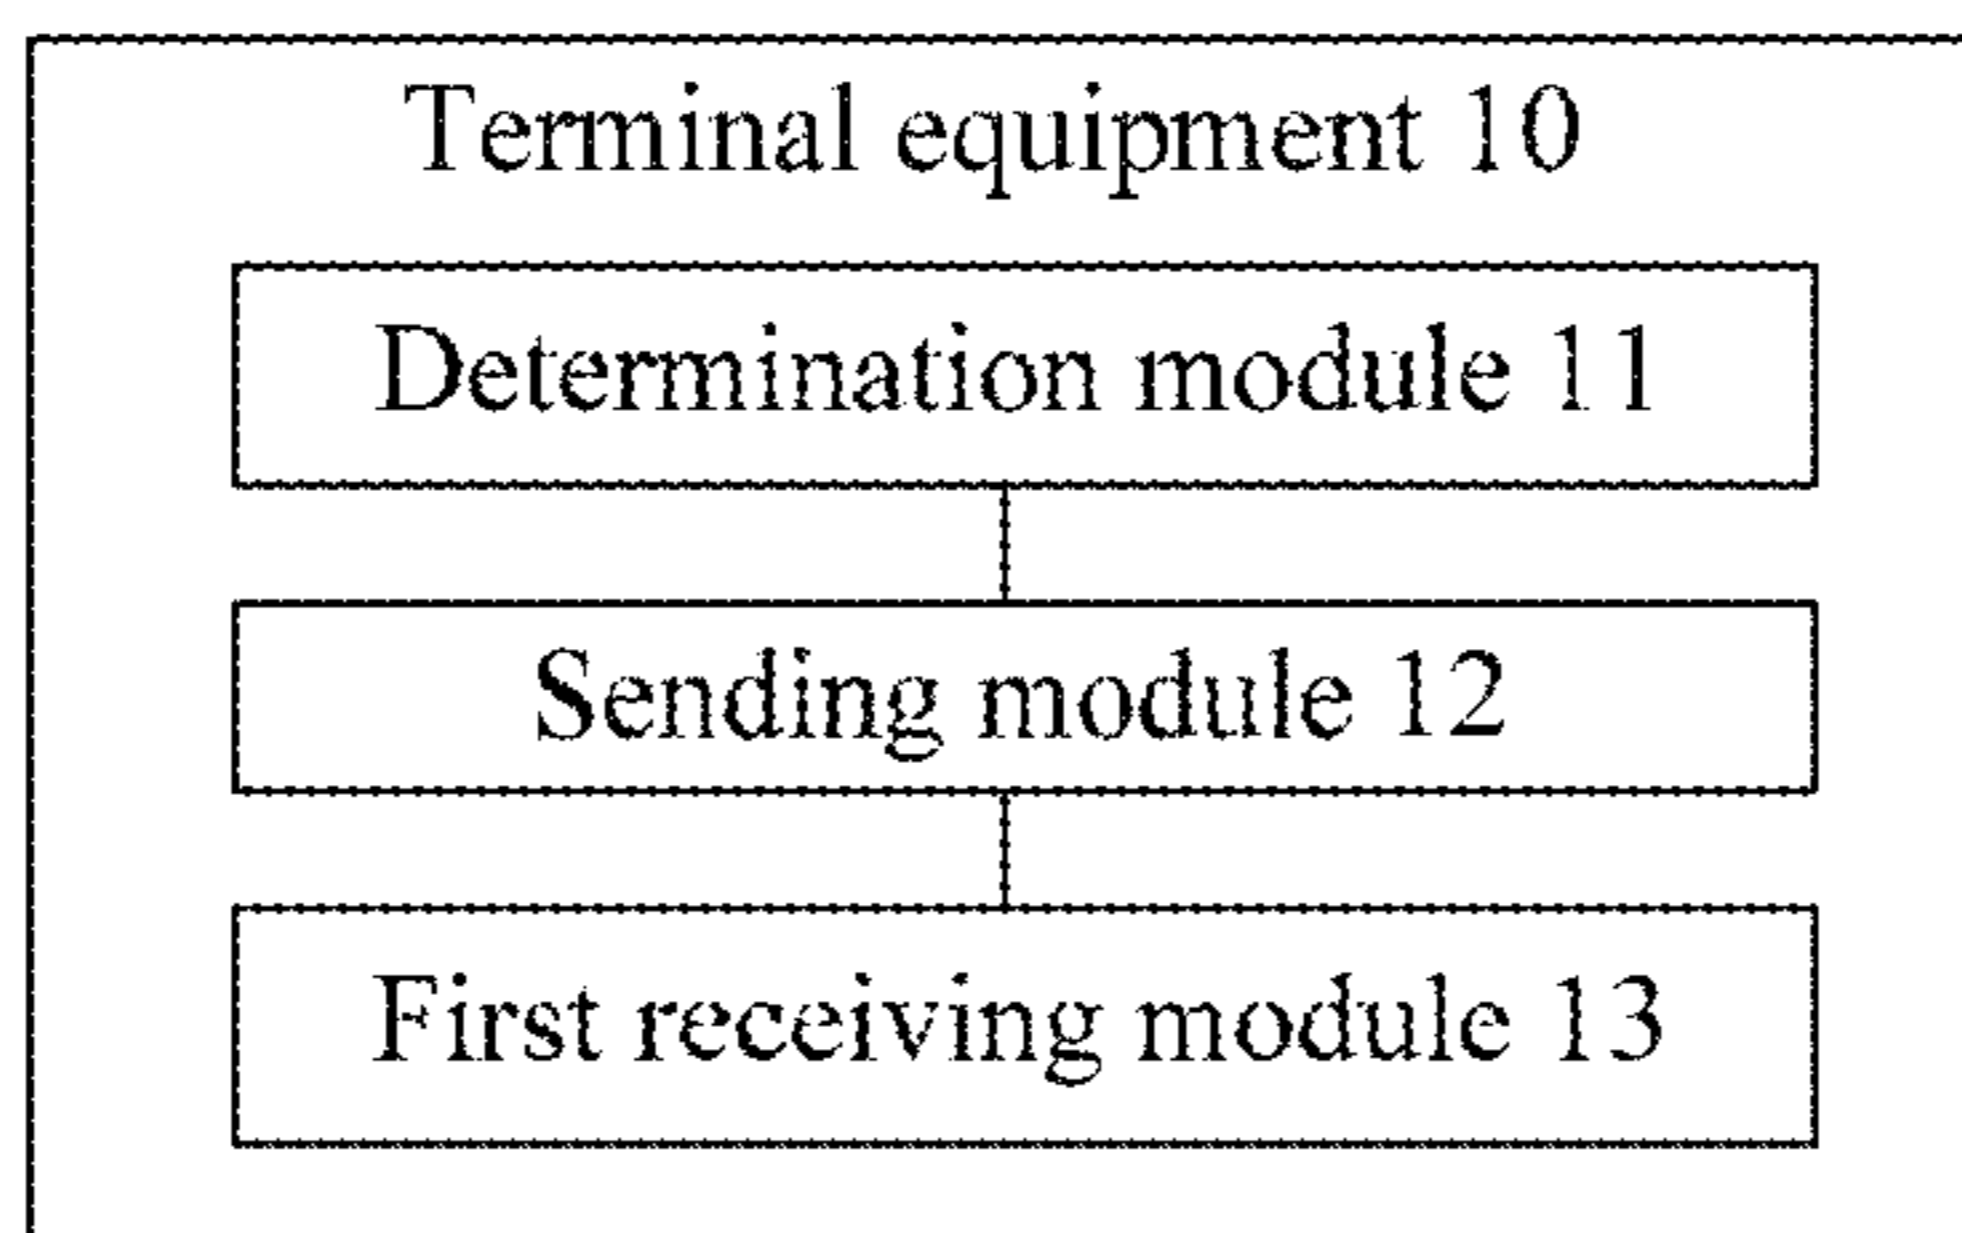 Terminal equipment 10
Determination module 11
Sending module 12
First receiving module 13